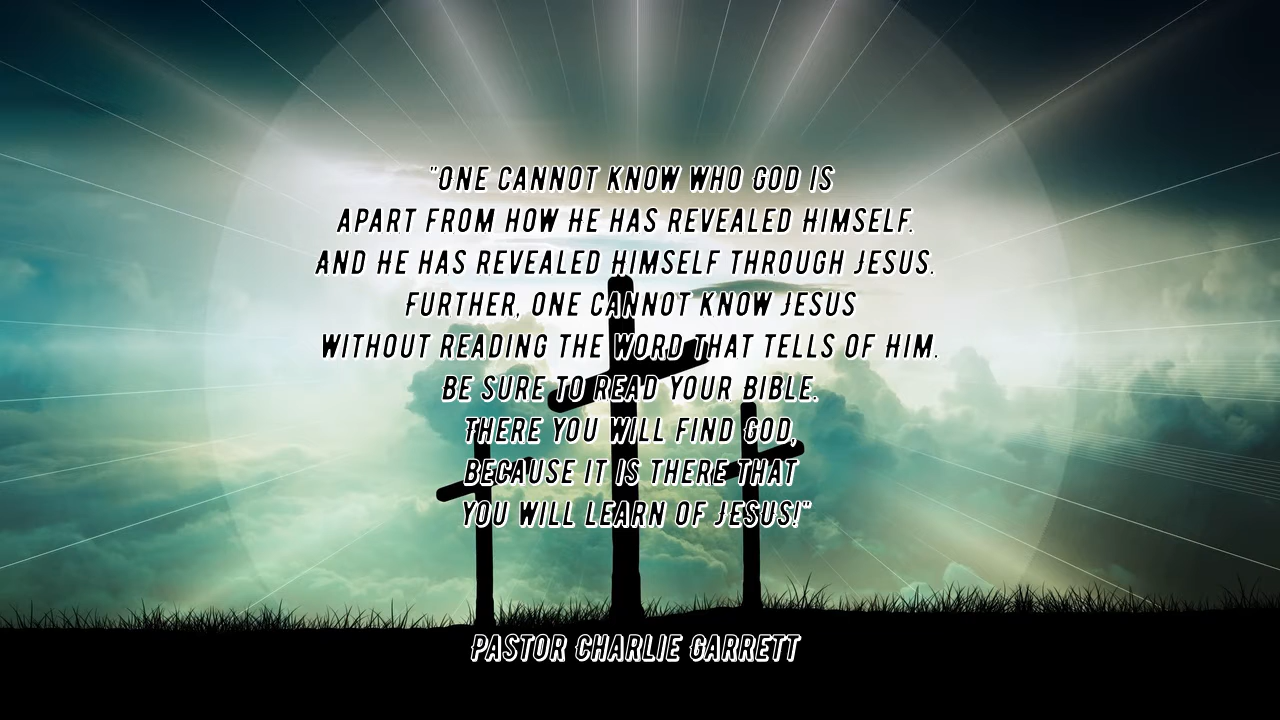 "ONE CANNOT KNOW WHO GOD IS
APART FROM HOW HE HAS REVEALED HIMSELF.
AND HE HAS REVEALED HIMSELF THROUGH JESUS.
FURTHER, ONE CANNOT KNOW JESUS
WITHOUT READING THE WORD THAT TELLS OF HIM.
BE SURE TO READ YOUR BIBLE.
THERE YOU WILL FIND GOD,
BECAUSE IT IS THERE THAT
YOU WILL LEARN OF JESUS!"
PASTOR CHARLIE GARRETT